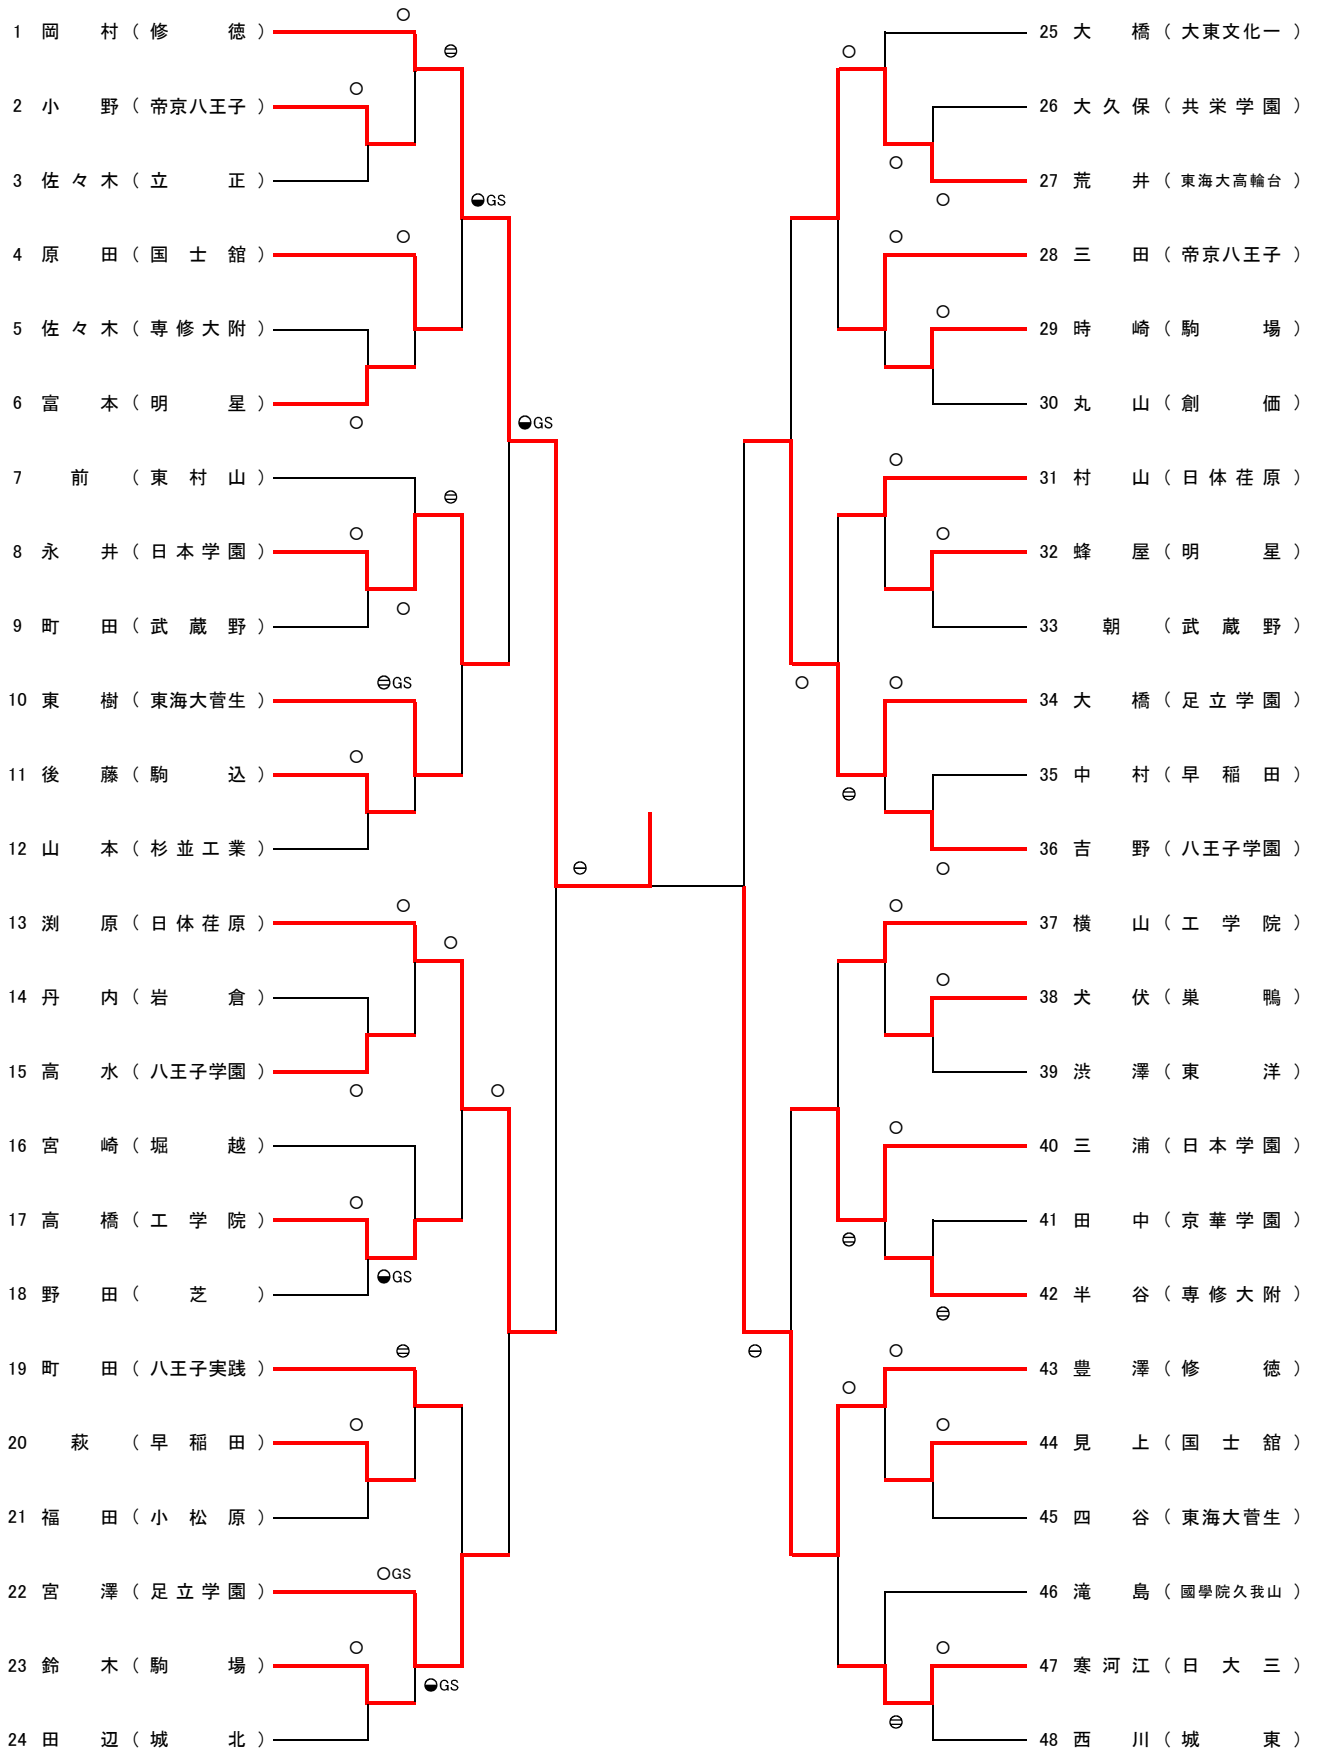 1 岡村（修徳）
2 小野（帝京八王子）
3 佐々木（立正）
4 原田（国士舘）
5 佐々木（専修大附）
6 富本（明星）
7 前（東村山）
8 永井（日本学園）
9 町田（武蔵野）
10 東樹（東海大菅生）
11 後藤（駒込）
12 山本（杉並工業）
13 渕原（日体荏原）
14 丹内（岩倉）
15 高水（八王子学園）
16 宮崎（堀越）
17 高橋（工学院）
18 野田（芝）
19 町田（八王子実践）
20 萩（早稲田）
21 福田（小松原）
22 宮澤（足立学園）
23 鈴木（駒場）
24 田辺（城北）
GS
GS
GS
GS
GS
GS
25 大橋（大東文化一）
26 大久保（共栄学園）
27 荒井（東海大高輪台）
28 三田（帝京八王子）
29 時崎（駒場）
30 丸山（創価）
31 村山（日体荏原）
32 蜂屋（明星）
33 朝（武蔵野）
34 大橋（足立学園）
35 中村（早稲田）
36 吉野（八王子学園）
37 横山（工学院）
38 犬伏（巣鴨）
39 渋澤（東洋）
40 三浦（日本学園）
41 田中（京華学園）
42 半谷（専修大附）
43 豊澤（修徳）
44 見上（国士舘）
45 四谷（東海大菅生）
46 滝島（國學院久我山）
47 寒河江（日大三）
48 西川（城東）